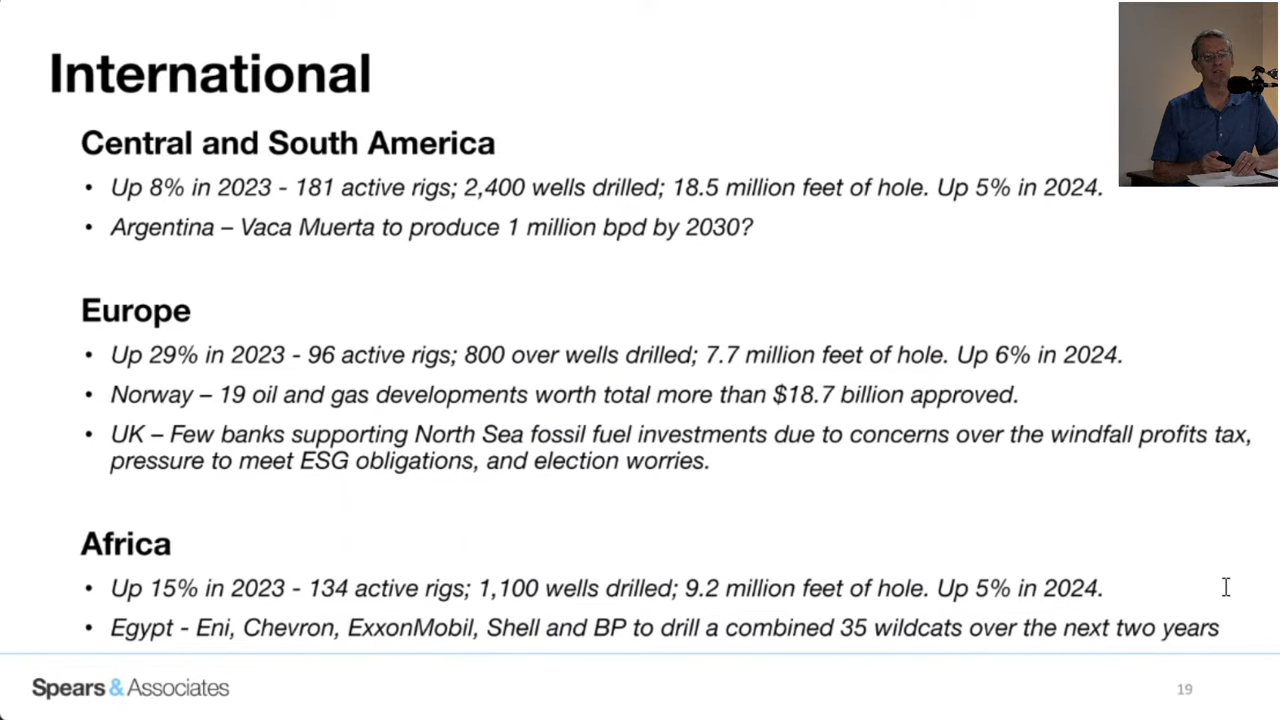 International
Central and South America
• Up 8% in 2023 - 181 active rigs; 2,400 wells drilled; 18.5 million feet of hole. Up 5% in 2024.
• Argentina – Vaca Muerta to produce 1 million bpd by 2030?
Europe
• Up 29% in 2023 - 96 active rigs; 800 over wells drilled; 7.7 million feet of hole. Up 6% in 2024.
• Norway – 19 oil and gas developments worth total more than $18.7 billion approved.
• UK – Few banks supporting North Sea fossil fuel investments due to concerns over the windfall profits tax,
pressure to meet ESG obligations, and election worries.
Africa
• Up 15% in 2023 - 134 active rigs; 1,100 wells drilled; 9.2 million feet of hole. Up 5% in 2024.
• Egypt - Eni, Chevron, ExxonMobil, Shell and BP to drill a combined 35 wildcats over the next two years
Spears & Associates
19